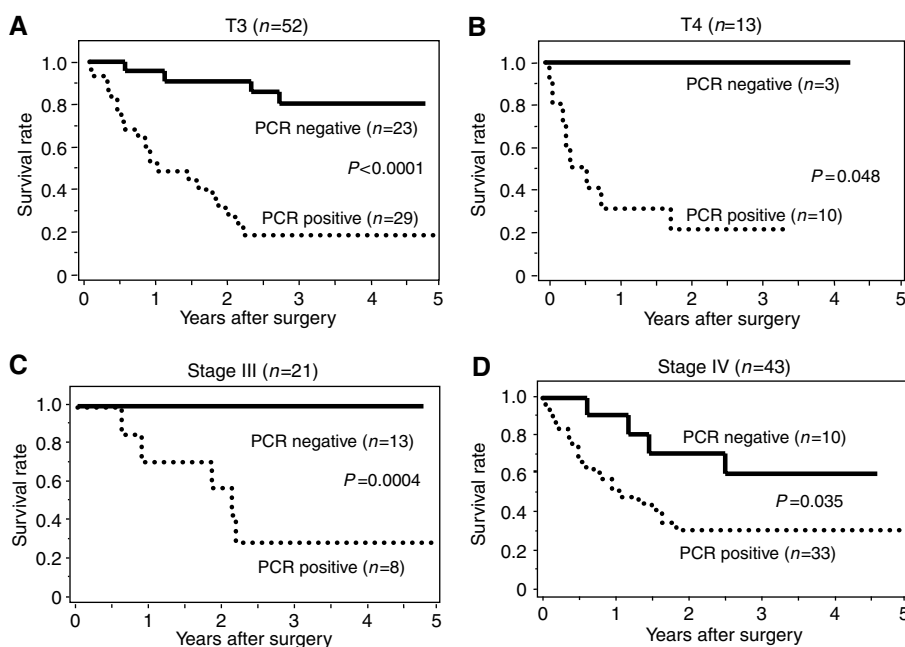 A
T3 (n=52)
1.0
0.8
0.6
0.4
0.2
0
Survival rate
PCR negative (n=23)
P<0.0001
PCR positive (n=29)
0 1 2 3 4 5
Years after surgery
B
T4 (n=13)
1.0
0.8
0.6
0.4
0.2
0
Survival rate
PCR negative (n=3)
P=0.048
PCR positive (n=10)
0 1 2 3 4 5
Years after surgery
C
Stage III (n=21)
1.0
0.8
0.6
0.4
0.2
0
Survival rate
PCR negative (n=13)
P=0.0004
PCR positive (n=8)
0 1 2 3 4 5
Years after surgery
D
Stage IV (n=43)
1.0
0.8
0.6
0.4
0.2
0
Survival rate
PCR negative (n=10)
P=0.035
PCR positive (n=33)
0 1 2 3 4 5
Years after surgery